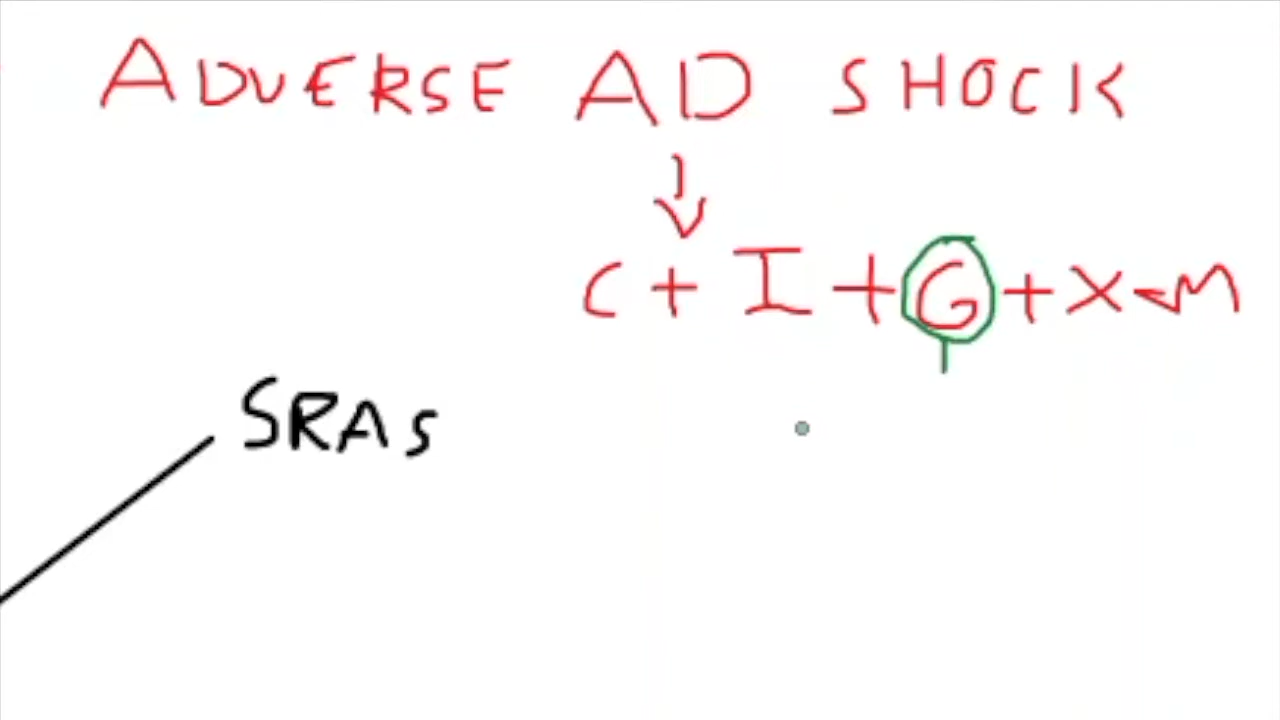 ADVERSE AD SHOCK
C + I + G + X - M
SRAS